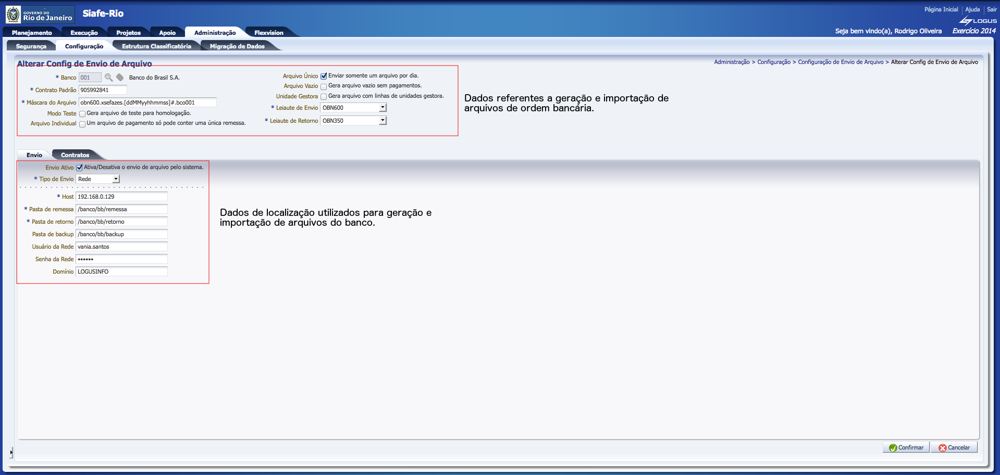 GOVERNO DO
Rio de Janeiro
Siafe-Rio
Página Inicial
Ajuda
Sair
LOGUS
Seja bem vindo(a), Rodrigo Oliveira
Exercício 2014
Planejamento
Execução
Projetos
Apoio
Administração
Flexvision
Segurança
Configuração
Estrutura Classificatória
Migração de Dados
Alterar Config de Envio de Arquivo
Administração > Configuração > Configuração de Envio de Arquivo > Alterar Config de Envio de Arquivo
* Banco 001 Banco do Brasil S.A.
* Contrato Padrão 905992841
* Máscara do Arquivo obn600.xsefazes.[ddMMyyhhmmss]#.bco001
Modo Teste Gera arquivo de teste para homologação.
Arquivo Individual Um arquivo de pagamento só pode conter uma única remessa.
Arquivo Único Enviar somente um arquivo por dia.
Arquivo Vazio Gera arquivo vazio sem pagamentos.
Unidade Gestora Gera arquivo com linhas de unidades gestora.
* Leiaute de Envio OBN600
* Leiaute de Retorno OBN350
Dados referentes a geração e importação de
arquivos de ordem bancária.
Envio
Contratos
Envio Ativo Ativa/Desativa o envio de arquivo pelo sistema.
* Tipo de Envio Rede
* Host 192.168.0.129
* Pasta de remessa /banco/bb/remessa
* Pasta de retorno /banco/bb/retorno
Pasta de backup /banco/bb/backup
Usuário da Rede vania.santos
Senha da Rede ••••••
Domínio LOGUSINFO
Dados de localização utilizados para geração e
importação de arquivos do banco.
Confirmar
Cancelar